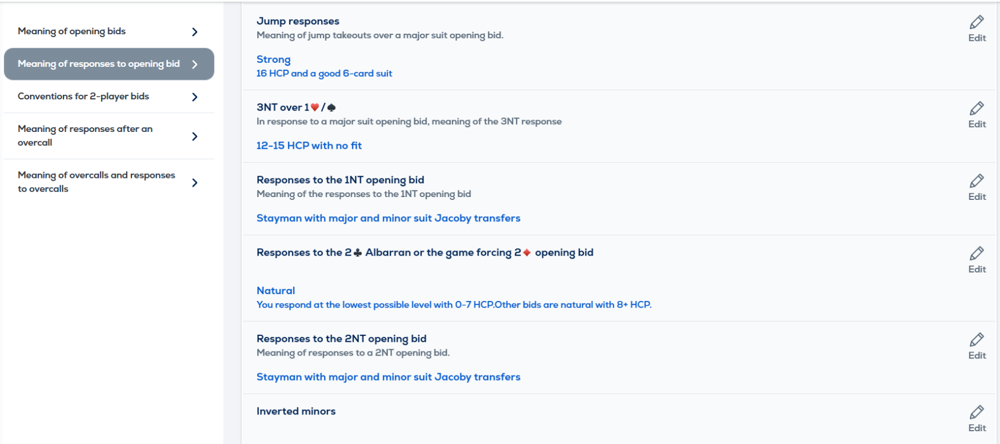 Meaning of opening bids
Meaning of responses to opening bid
Conventions for 2-player bids
Meaning of responses after an
overcall
Meaning of overcalls and responses
to overcalls
Jump responses
Edit
Meaning of jump takeouts over a major suit opening bid.
Strong
16 HCP and a good 6-card suit
3NT over 1♥/♠
Edit
In response to a major suit opening bid, meaning of the 3NT response
12-15 HCP with no fit
Responses to the 1NT opening bid
Edit
Meaning of the responses to the 1NT opening bid
Stayman with major and minor suit Jacoby transfers
Responses to the 2♣ Albarran or the game forcing 2♦ opening bid
Edit
Natural
You respond at the lowest possible level with 0-7 HCP.Other bids are natural with 8+ HCP.
Responses to the 2NT opening bid
Edit
Meaning of responses to a 2NT opening bid.
Stayman with major and minor suit Jacoby transfers
Inverted minors
Edit